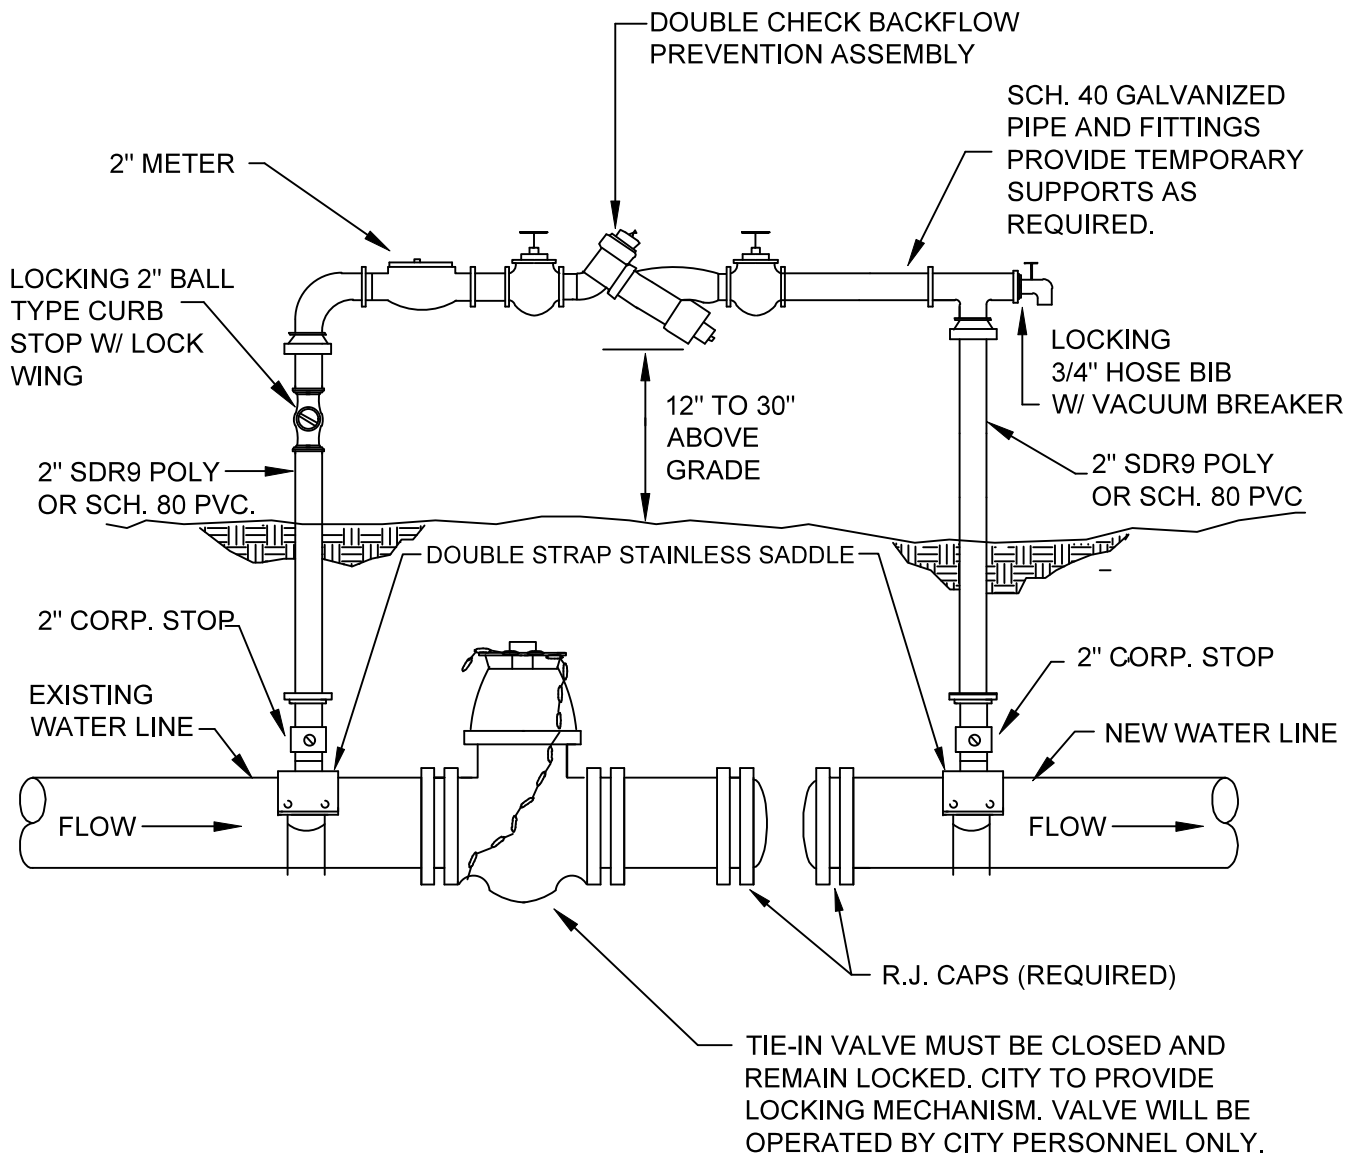 DOUBLE CHECK BACKFLOW
PREVENTION ASSEMBLY
SCH. 40 GALVANIZED
PIPE AND FITTINGS
PROVIDE TEMPORARY
SUPPORTS AS
REQUIRED.
2" METER
LOCKING 2" BALL
TYPE CURB
STOP W/ LOCK
WING
LOCKING
3/4" HOSE BIB
W/ VACUUM BREAKER
12" TO 30"
ABOVE
GRADE
2" SDR9 POLY
OR SCH. 80 PVC.
2" SDR9 POLY
OR SCH. 80 PVC
DOUBLE STRAP STAINLESS SADDLE
2" CORP. STOP
2" CORP. STOP
EXISTING
WATER LINE
NEW WATER LINE
FLOW
FLOW
R.J. CAPS (REQUIRED)
TIE-IN VALVE MUST BE CLOSED AND
REMAIN LOCKED. CITY TO PROVIDE
LOCKING MECHANISM. VALVE WILL BE
OPERATED BY CITY PERSONNEL ONLY.